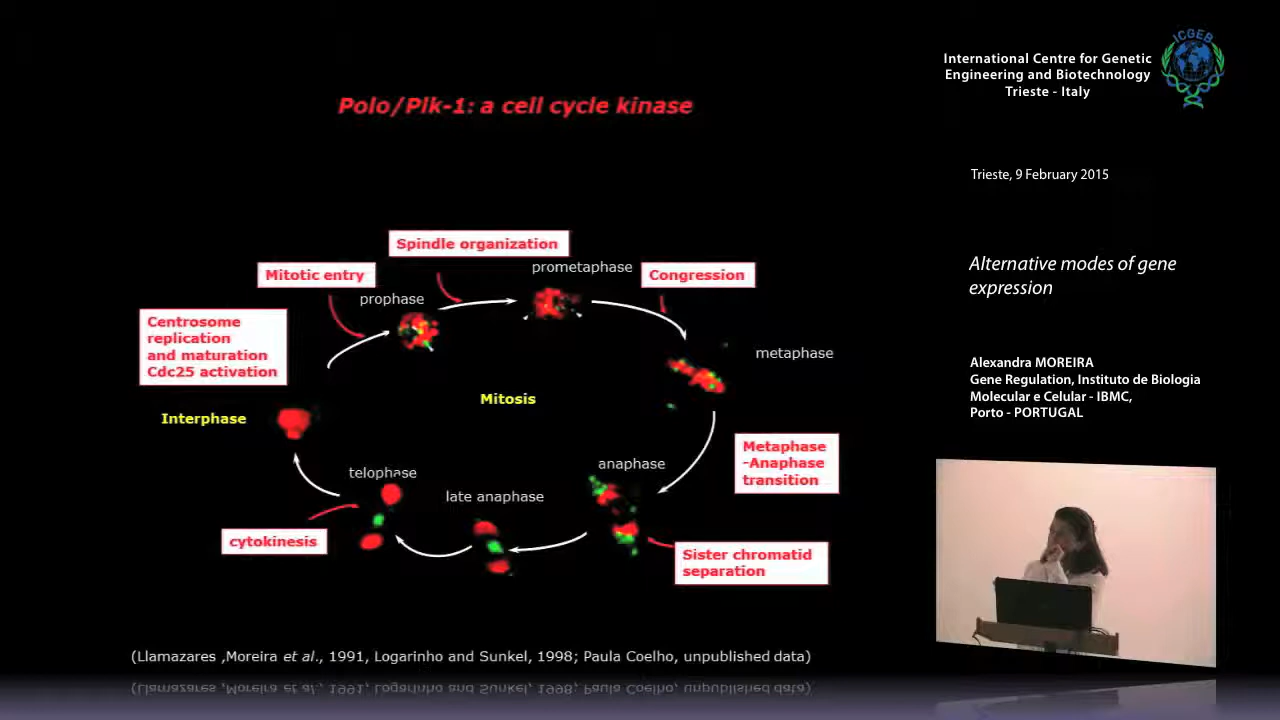 ICGEB
International Centre for Genetic
Engineering and Biotechnology
Trieste - Italy
Polo/Plk-1: a cell cycle kinase
Trieste, 9 February 2015
Alternative modes of gene
expression
Alexandra MOREIRA
Gene Regulation, Instituto de Biologia
Molecular e Celular - IBMC,
Porto - PORTUGAL
Spindle organization
Mitotic entry
prophase
prometaphase
Congression
Centrosome
replication
and maturation
Cdc25 activation
metaphase
Mitosis
Interphase
Metaphase
-Anaphase
transition
anaphase
telophase
late anaphase
cytokinesis
Sister chromatid
separation
(Llamazares ,Moreira et al., 1991, Logarinho and Sunkel, 1998; Paula Coelho, unpublished data)